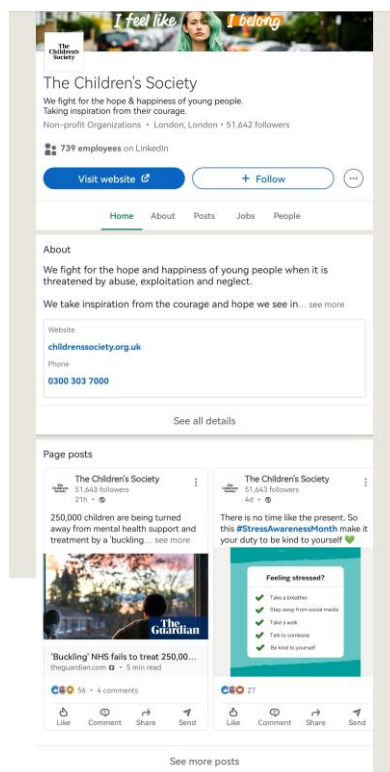 I feel like I belong
The
Children's
Society
The Children's Society
We fight for the hope & happiness of young people.
Taking inspiration from their courage.
Non-profit Organizations • London, London • 51,642 followers
739 employees on LinkedIn
Visit website
+ Follow
Home About Posts Jobs People
About
We fight for the hope and happiness of young people when it is
threatened by abuse, exploitation and neglect.
We take inspiration from the courage and hope we see in... see more
Website
childrenssociety.org.uk
Phone
0300 303 7000
See all details
Page posts
The Children's Society
51,643 followers
21h •
250,000 children are being turned
away from mental health support and
treatment by a 'buckling... see more
The
Guardian
'Buckling' NHS fails to treat 250,00...
theguardian.com • 5 min read
56 • 4 comments
Like Comment Share Send
The Children's Society
51,643 followers
4d •
There is no time like the present. So
this #StressAwarenessMonth make it
your duty to be kind to yourself 💚
Feeling stressed?
Take a breather
Step away from social media
Take a walk
Talk to someone
Be kind to yourself
27
Like Comment Share Send
See more posts